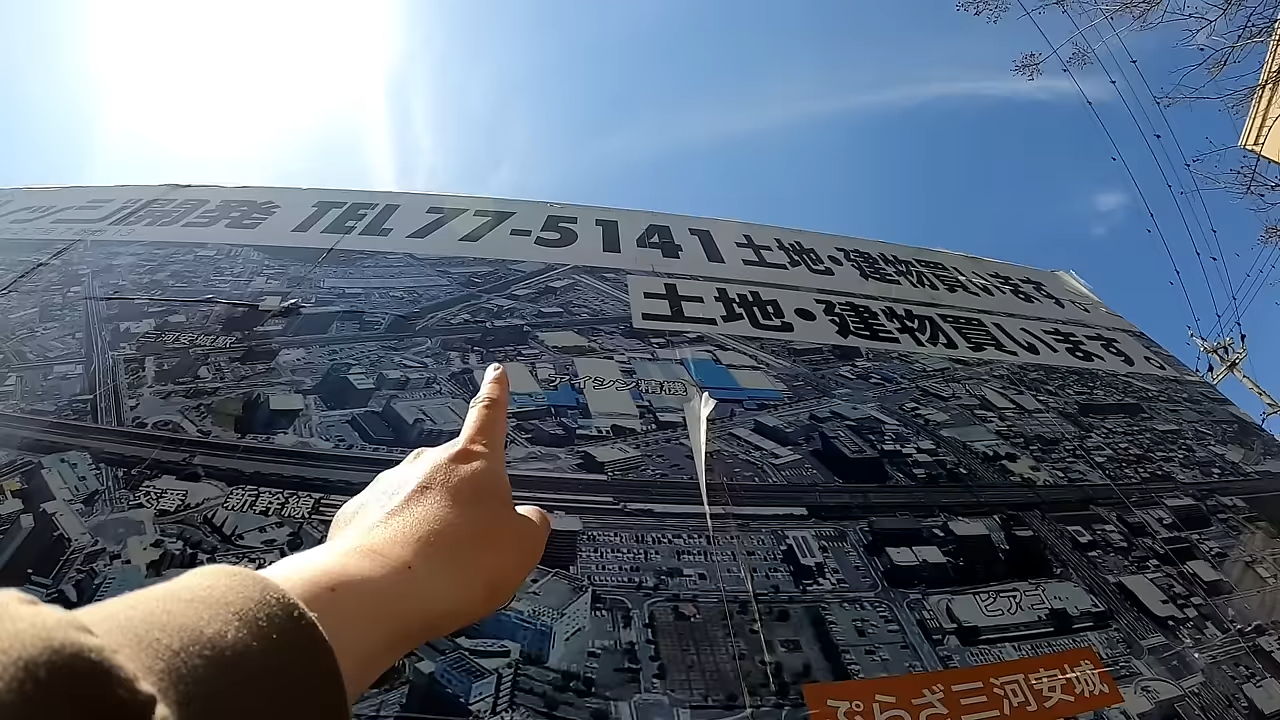 ッジ開発 TEL 77-5141 土地・建物買います。
土地・建物買います。
三河安城駅
アイシン精機
交番
新幹線
ピアゴ
ぷらざ三河安城